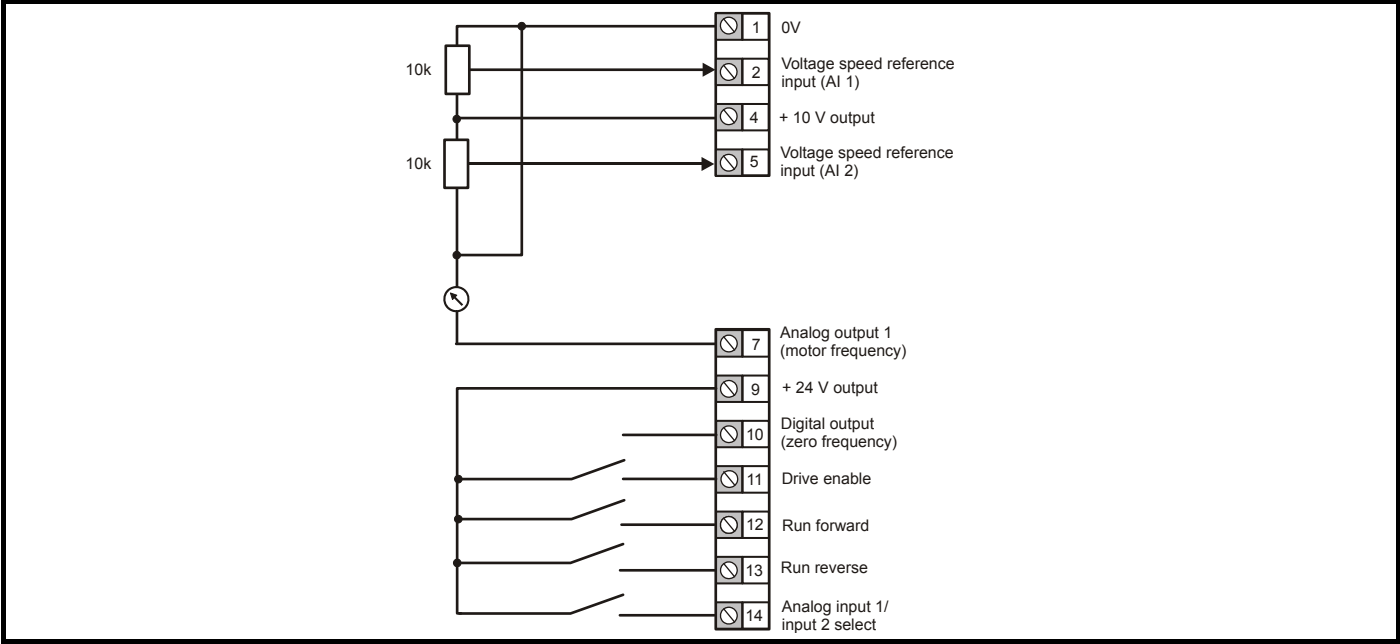 1 0V
10k
2 Voltage speed reference
input (AI 1)
4 + 10 V output
10k
5 Voltage speed reference
input (AI 2)
7 Analog output 1
(motor frequency)
9 + 24 V output
10 Digital output
(zero frequency)
11 Drive enable
12 Run forward
13 Run reverse
14 Analog input 1/
input 2 select